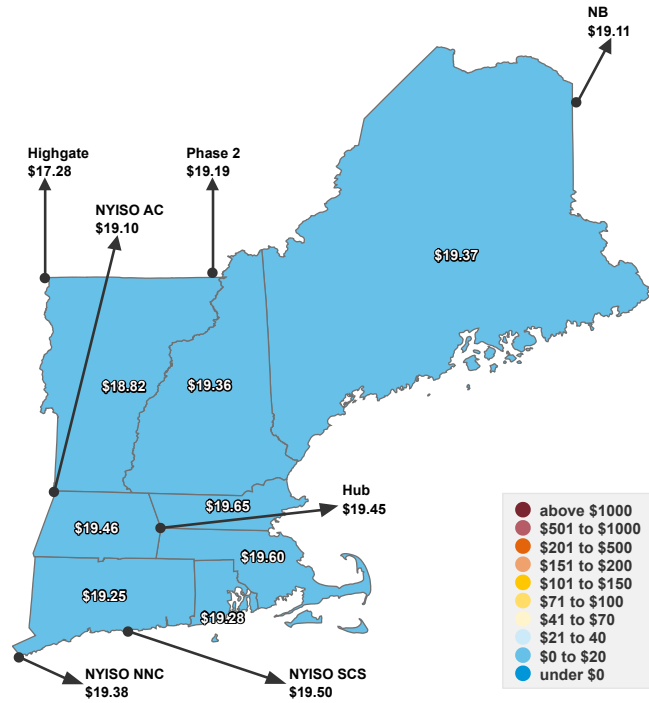 NB
$19.11
Highgate
$17.28
Phase 2
$19.19
NYISO AC
$19.10
$19.37
$18.82
$19.36
Hub
$19.45
$19.65
$19.46
$19.60
$19.25
$19.28
NYISO NNC
$19.38
NYISO SCS
$19.50
above $1000
$501 to $1000
$201 to $500
$151 to $200
$101 to $150
$71 to $100
$41 to $70
$21 to 40
$0 to $20
under $0